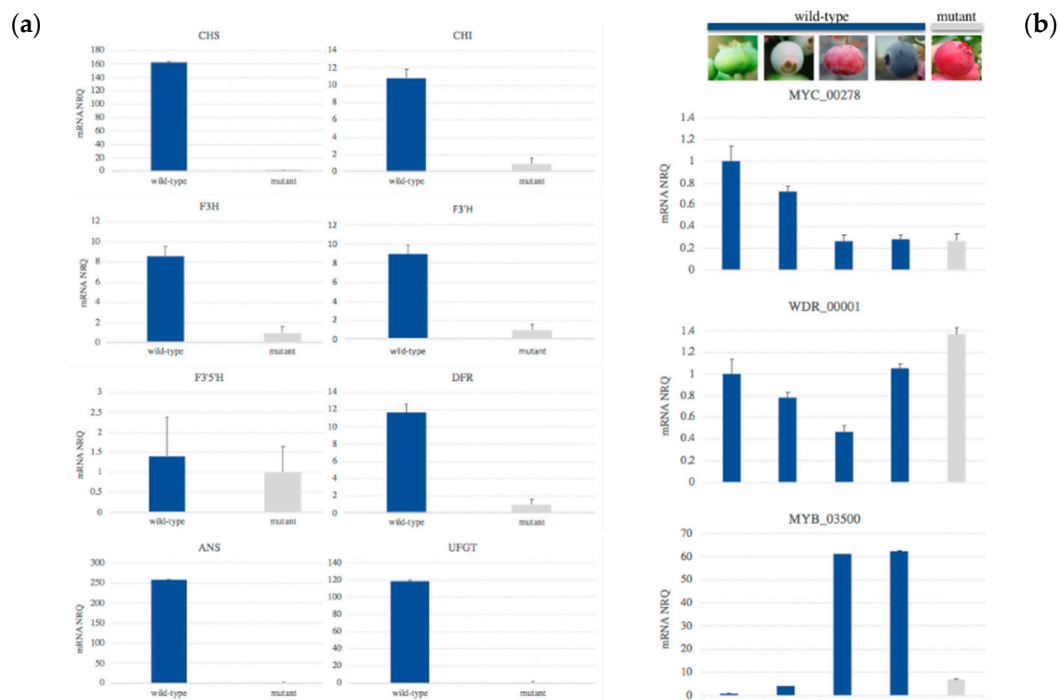 (a)
CHS
mRNA NRQ
180
160
140
120
100
80
60
40
20
0
wild-type mutant
CHI
14
12
10
8
6
4
2
0
wild-type mutant
F3H
mRNA NRQ
12
10
8
6
4
2
0
wild-type mutant
F3'H
12
10
8
6
4
2
0
wild-type mutant
F3'5'H
mRNA NRQ
3
2,5
2
1,5
1
0,5
0
wild-type mutant
DFR
14
12
10
8
6
4
2
0
wild-type mutant
ANS
mRNA NRQ
300
250
200
150
100
50
0
wild-type mutant
UFGT
140
120
100
80
60
40
20
0
wild-type mutant
(b)
wild-type mutant
MYC_00278
mRNA NRQ
1.4
1.2
1
0.8
0.6
0.4
0.2
0
WDR_00001
mRNA NRQ
1.4
1.2
1
0.8
0.6
0.4
0.2
0
MYB_03500
mRNA NRQ
70
60
50
40
30
20
10
0